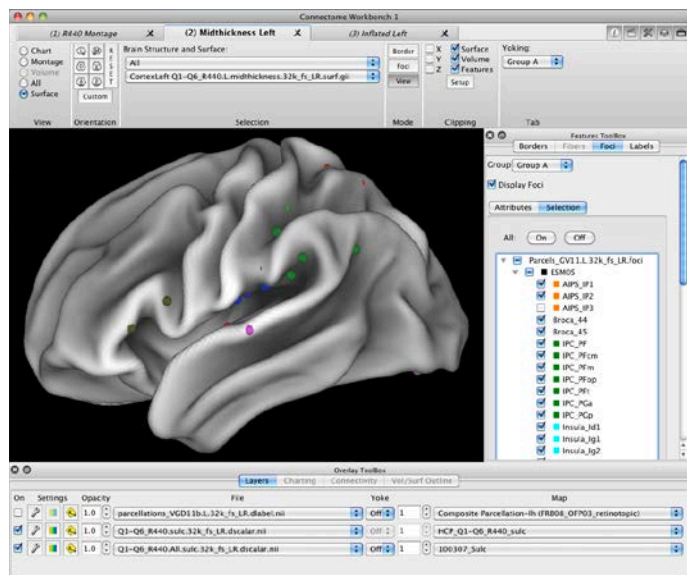 Connectome Workbench 1
(1) R440 Montage X (2) Midthickness Left X (3) Inflated Left X
Chart
Montage
Volume
All
Surface
View
RESET
Custom
Orientation
Brain Structure and Surface:
All
CortexLeft Q1-Q6_R440.L.midthickness.32k_fs_LR.surf.gii
Selection
Border
Foci
View
Mode
X Surface
Y Volume
Z Features
Setup
Clipping
Yoking:
Group A
Tab
Features ToolBox
Borders Fibers Foci Labels
Group Group A
Display Foci
Attributes Selection
All: On Off
Parcels_GV11.L.32k_fs_LR.foci
ESM05
AIPS_IP1
AIPS_IP2
AIPS_IP3
Broca_44
Broca_45
IPC_PF
IPC_PFcm
IPC_PFm
IPC_PFop
IPC_PFt
IPC_PGa
IPC_PGp
Insula_Id1
Insula_Ig1
Insula_Ig2
Overlay ToolBox
Layers Charting Connectivity Vol/Surf Outline
On Settings Opacity File Yoke Map
1.0 parcellations_VGD11b.L.32k_fs_LR.dlabel.nii Off 1 Composite Parcellation-lh (FRB08_OFP03_retinotopic)
1.0 Q1-Q6_R440.sulc.32k_fs_LR.dscalar.nii Off 1 HCP_Q1-Q6_R440_sulc
1.0 Q1-Q6_R440.All.sulc.32k_fs_LR.dscalar.nii Off 1 100307_Sulc